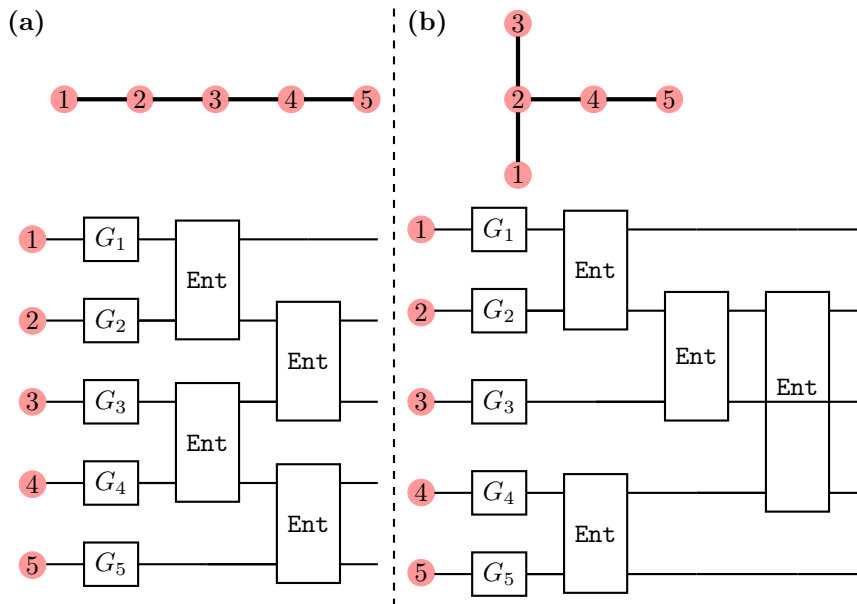 (a)
1 2 3 4 5
1 G1 Ent
2 G2 Ent
3 G3 Ent
4 G4 Ent
5 G5
(b)
3
2 4 5
1
1 G1 Ent
2 G2 Ent Ent
3 G3
4 G4 Ent
5 G5